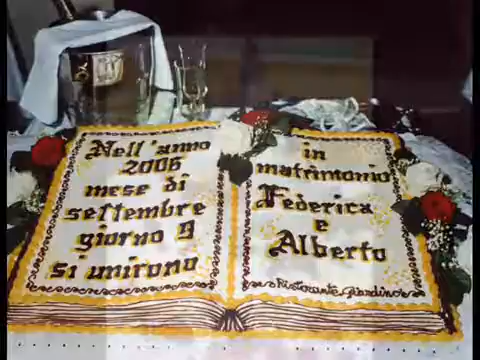 Nell'anno
2006
mese di
settembre
giorno 9
si unirono
in
matrimonio
Federica
e
Alberto
Ristorante Giardino